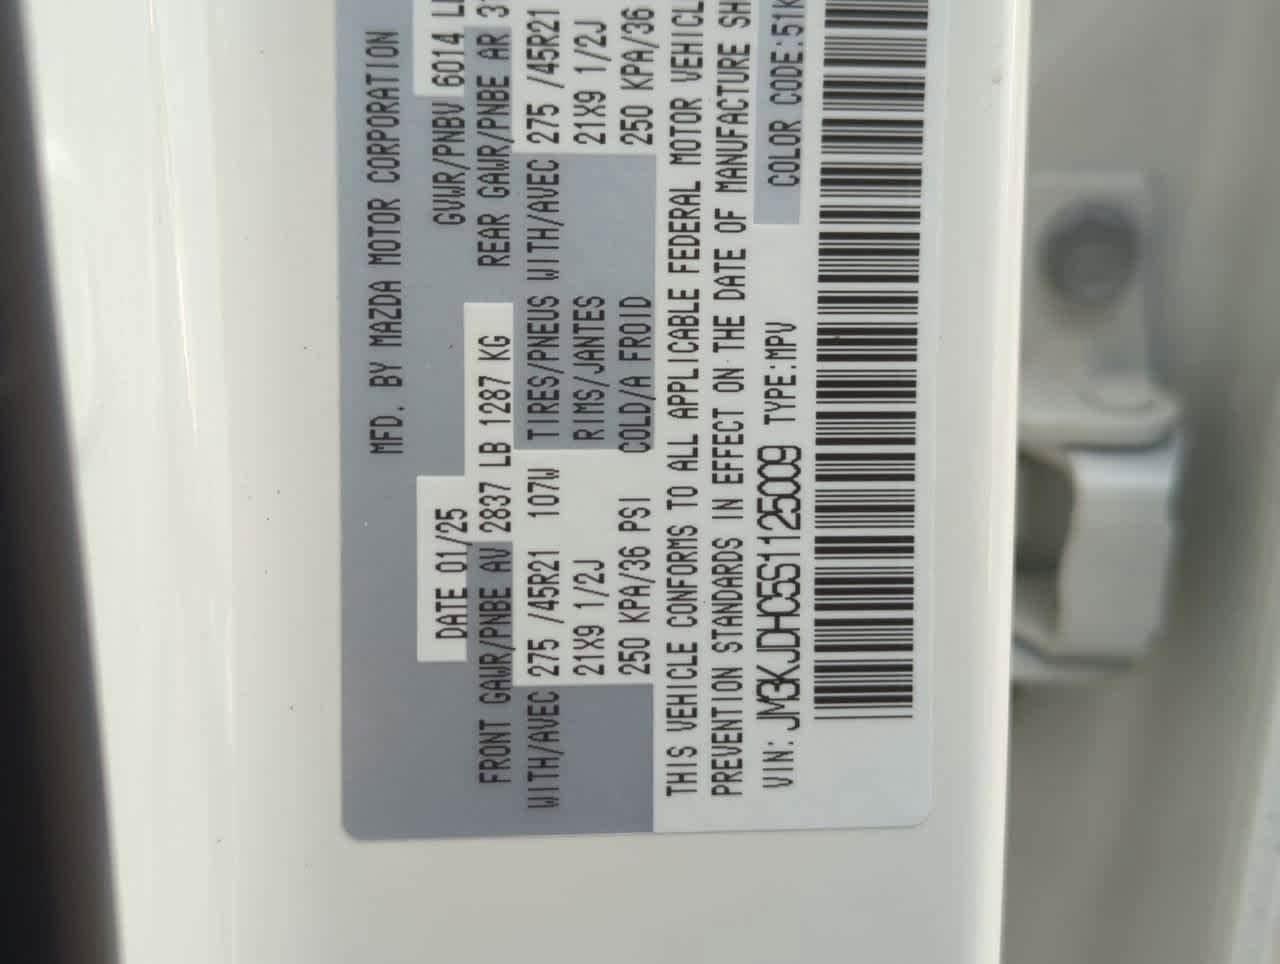 MFD. BY MAZDA MOTOR CORPORATION
DATE 01/25 GVWR/PNBV 6014
FRONT GAWR/PNBE AV 2837 LB 1287 KG REAR GAWR/PNBE AR
WITH/AVEC 275 /45R21 107W TIRES/PNEUS WITH/AVEC 275 /45R21
21X9 1/2J RIMS/JANTES 21X9 1/2J
250 KPA/36 PSI COLD/A FROID 250 KPA/36
THIS VEHICLE CONFORMS TO ALL APPLICABLE FEDERAL MOTOR
PREVENTION STANDARDS IN EFFECT ON THE DATE OF MANUFACTURE
VIN: JM3KJDHC5S1125009 TYPE:MPV COLOR CODE:51K